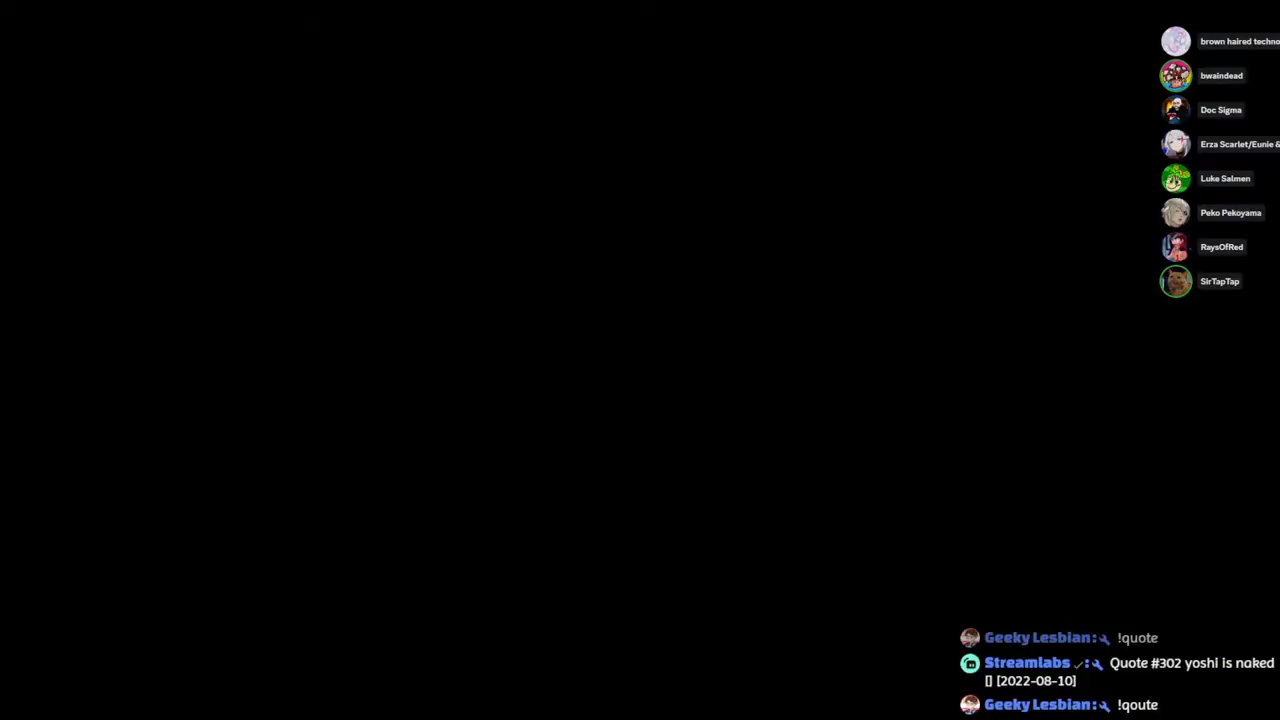 brown haired techno
bwaindead
Doc Sigma
Erza Scarlet/Eunie &
Luke Salmen
Peko Pekoyama
RaysOfRed
SirTapTap
Geeky Lesbian: !quote
Streamlabs ✓: Quote #302 yoshi is naked
[] [2022-08-10]
Geeky Lesbian: !qoute